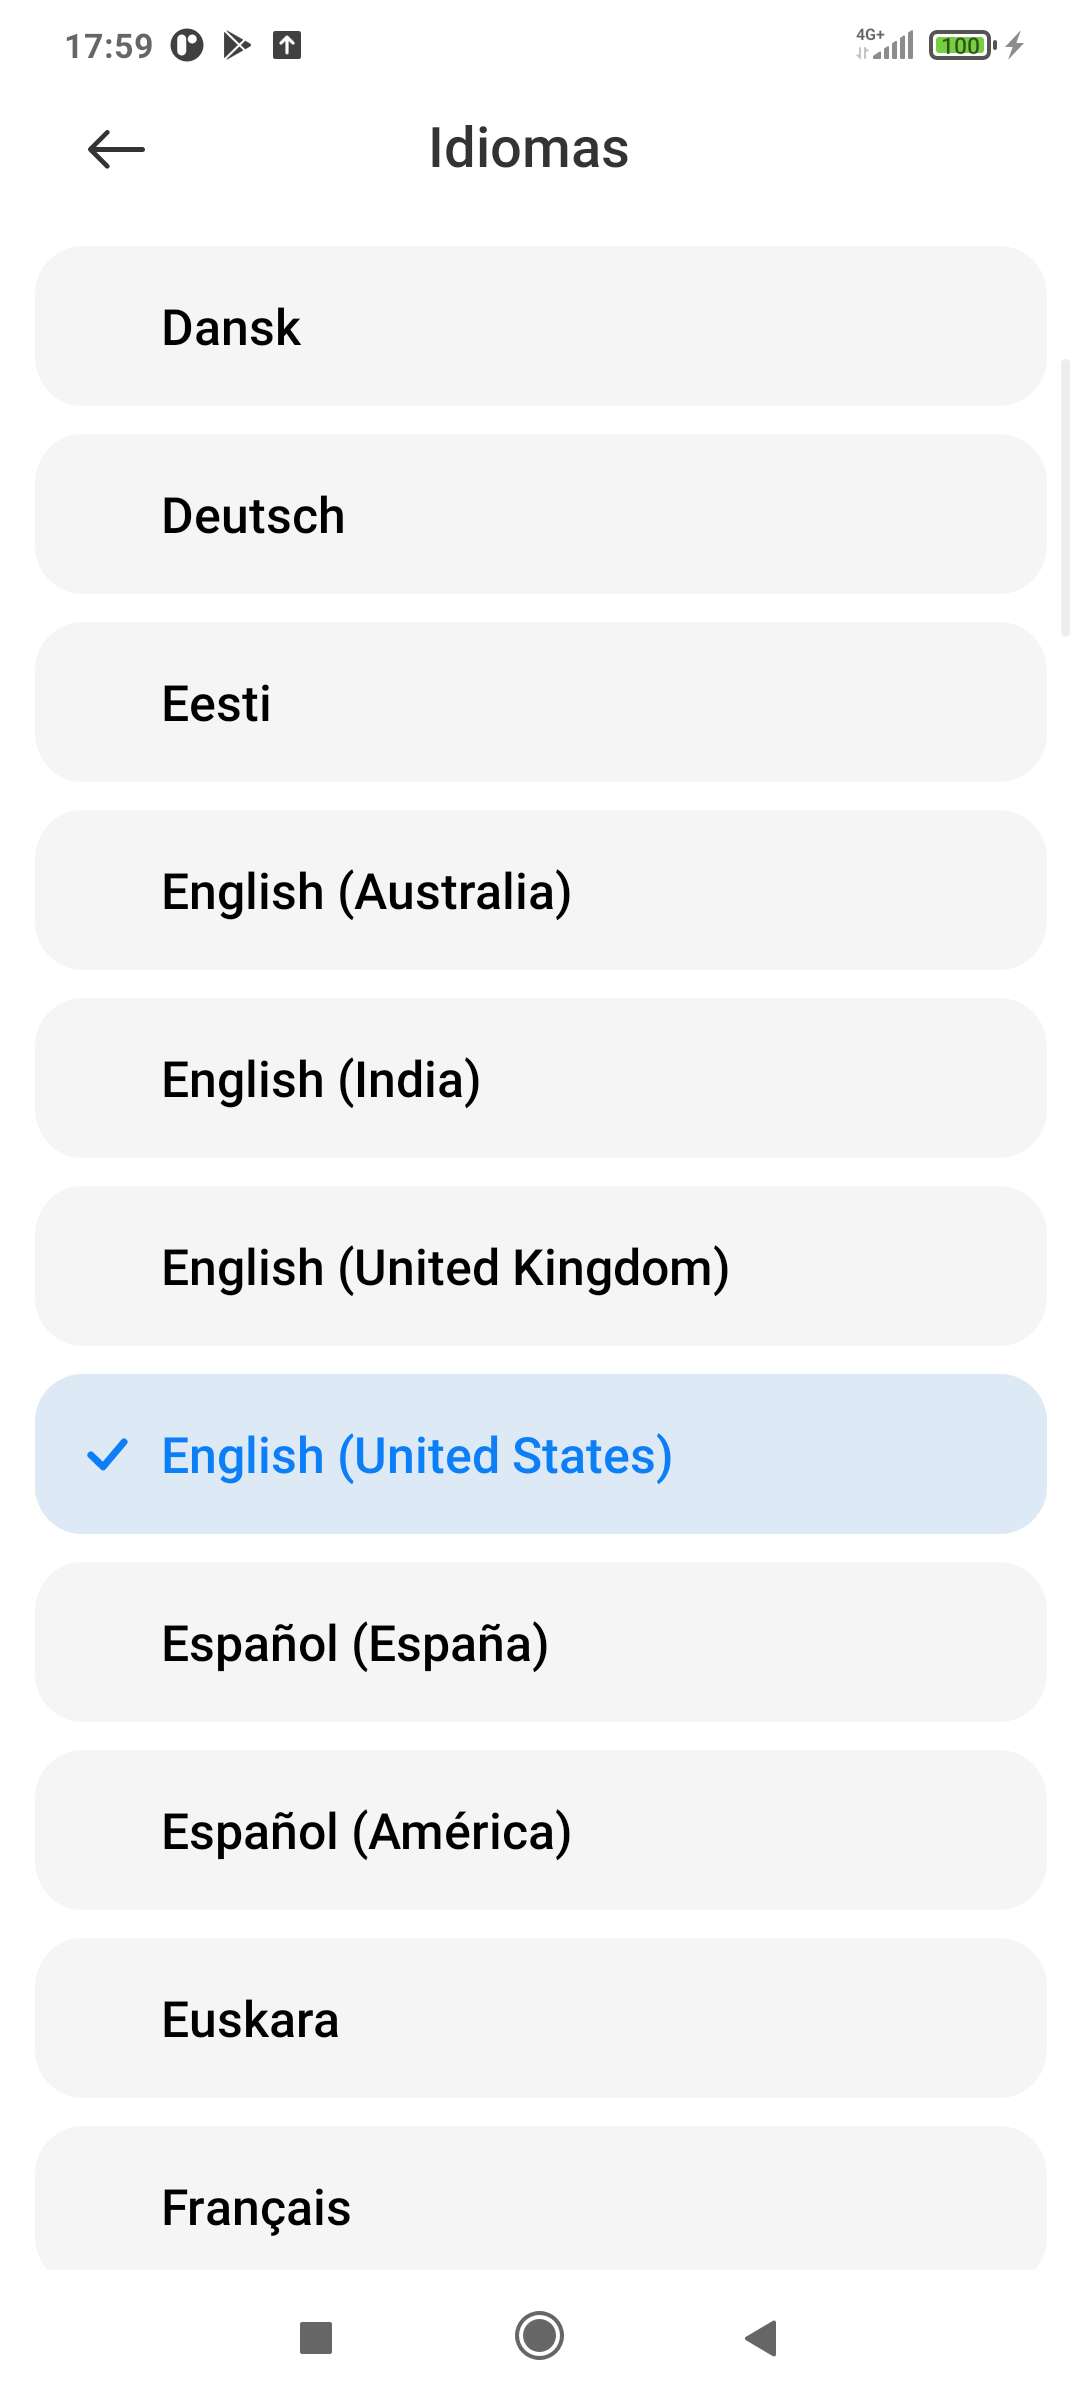 17:59
4G+
100
Idiomas
Dansk
Deutsch
Eesti
English (Australia)
English (India)
English (United Kingdom)
English (United States)
Español (España)
Español (América)
Euskara
Français